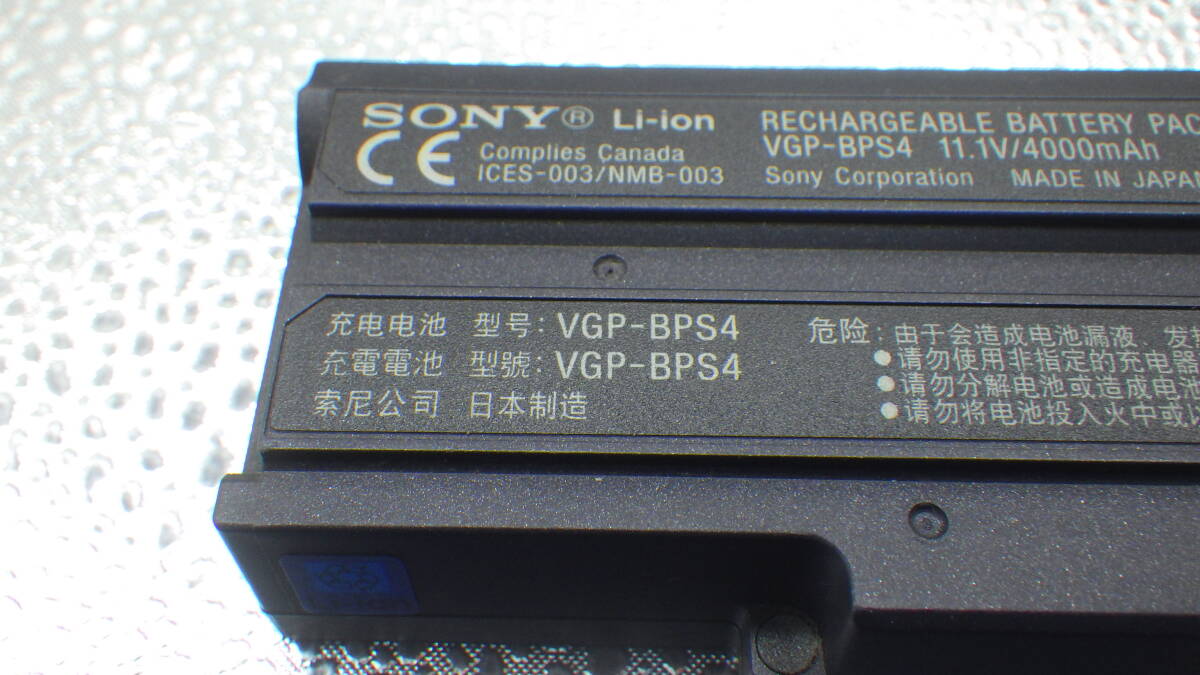 SONY® Li-ion
CE
Complies Canada
ICES-003/NMB-003
RECHARGEABLE BATTERY PAC
VGP-BPS4 11.1V/4000mAh
Sony Corporation MADE IN JAPAN
充电电池 型号: VGP-BPS4
充電電池 型號: VGP-BPS4
索尼公司 日本制造
危险: 由于会造成电池漏液、发
●请勿使用非指定的充电器
●请勿分解电池或造成电池
●请勿将电池投入火中或